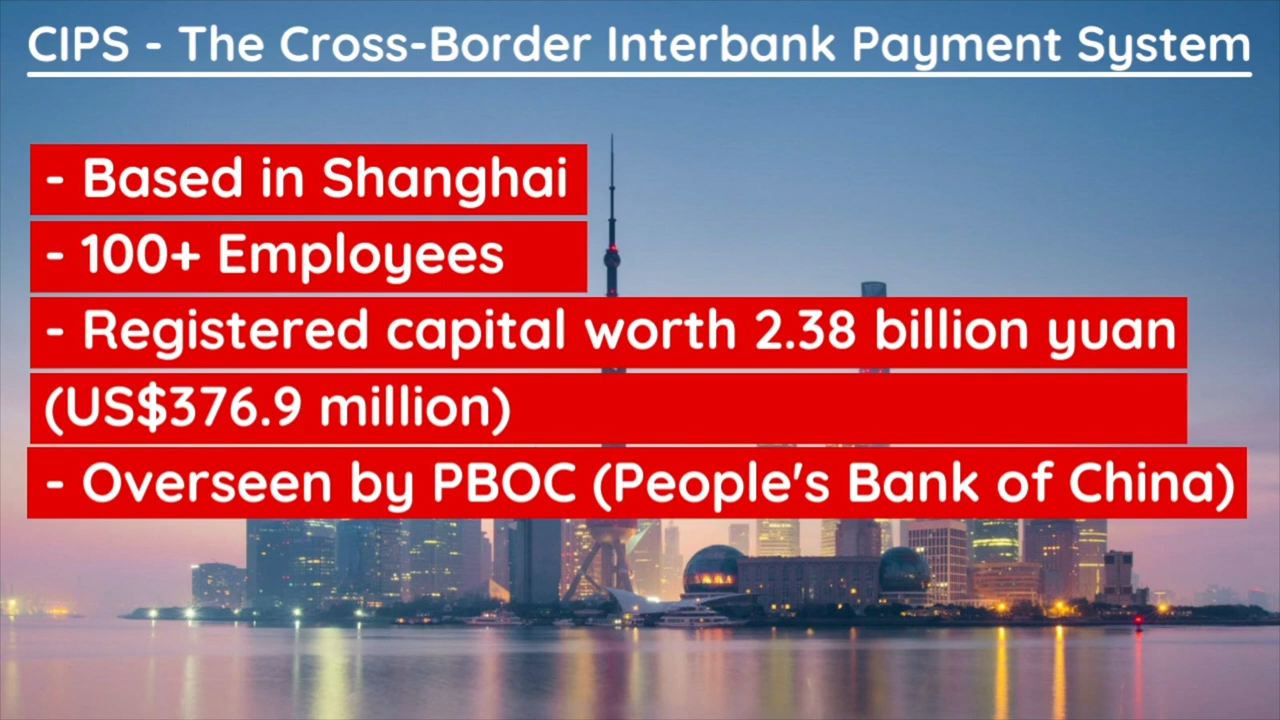 CIPS - The Cross-Border Interbank Payment System
- Based in Shanghai
- 100+ Employees
- Registered capital worth 2.38 billion yuan
(US$376.9 million)
- Overseen by PBOC (People's Bank of China)